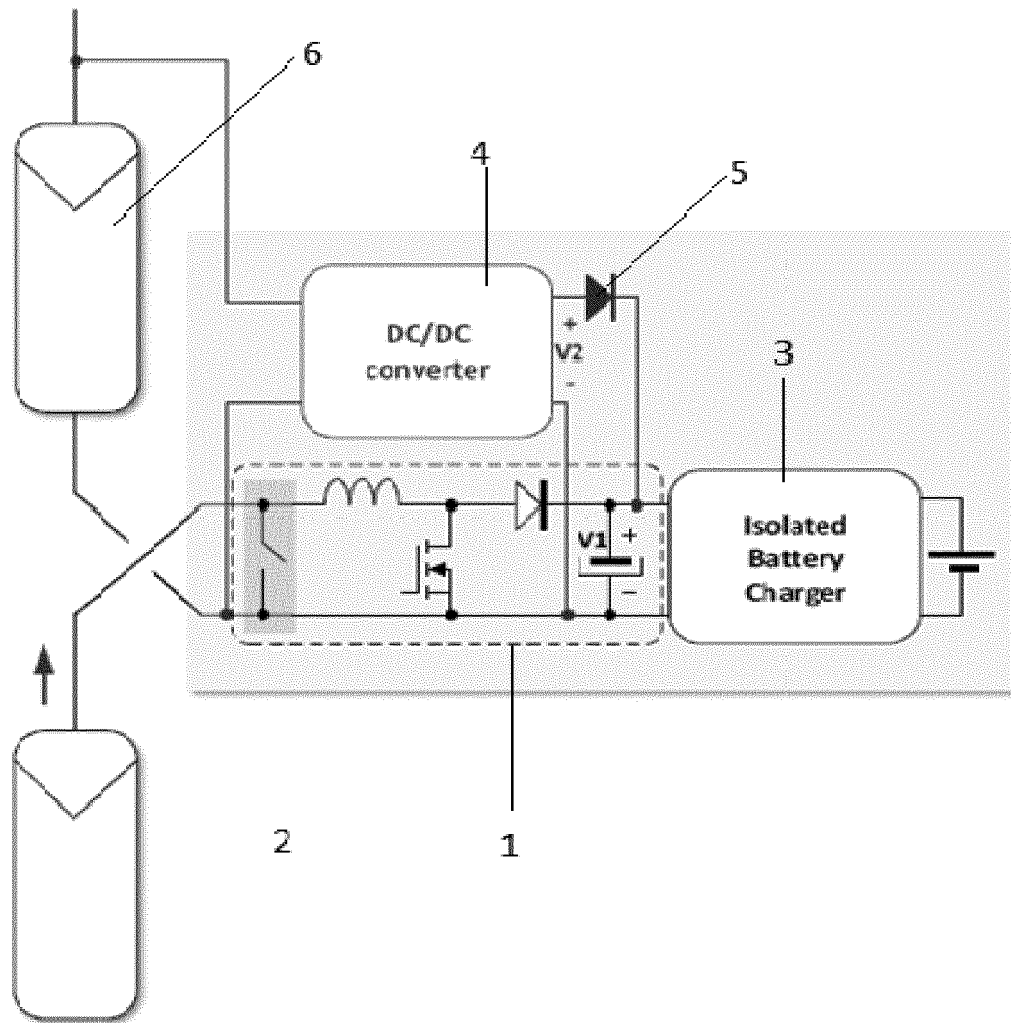 6
4
5
DC/DC
converter
+
V2
-
3
V1 +
−
Isolated
Battery
Charger
2
1